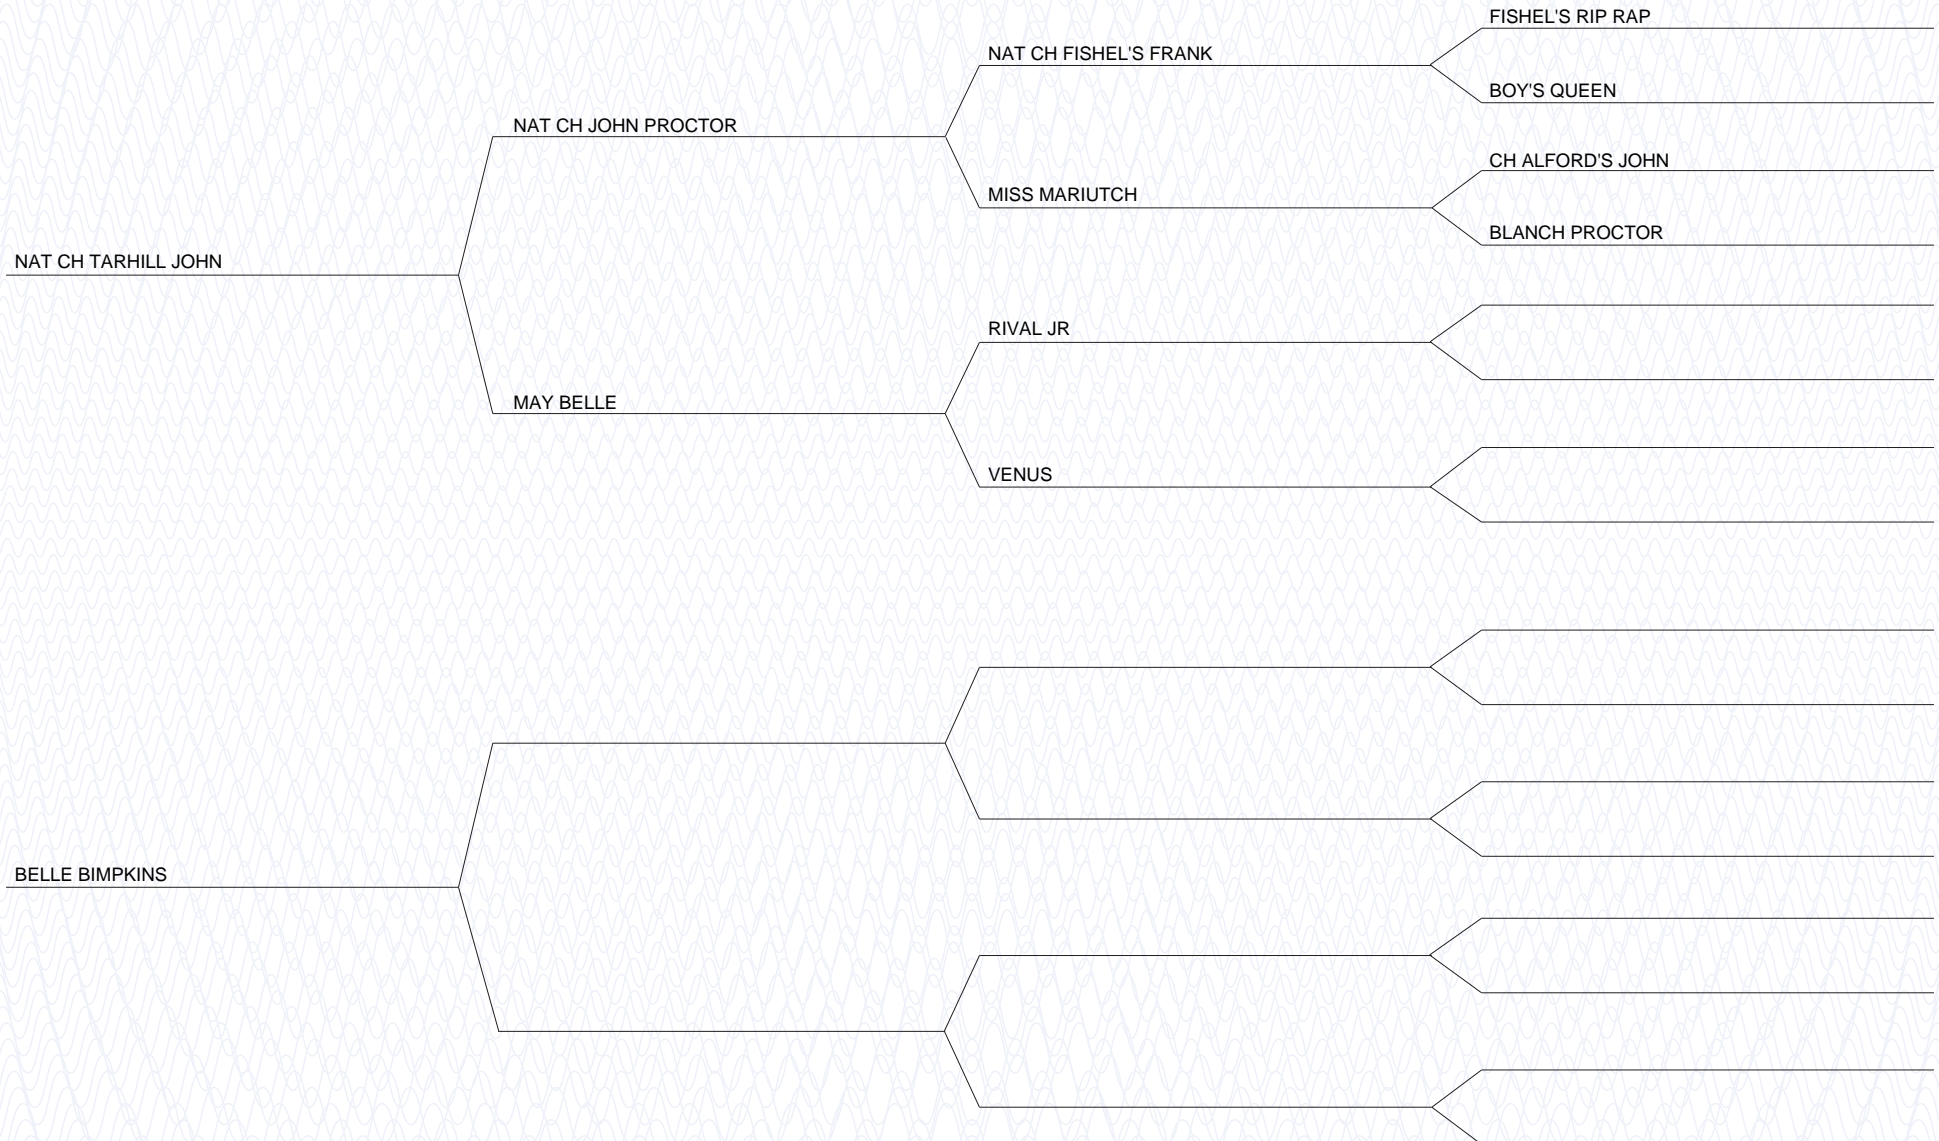 FISHEL'S RIP RAP
NAT CH FISHEL'S FRANK
BOY'S QUEEN
NAT CH JOHN PROCTOR
CH ALFORD'S JOHN
MISS MARIUTCH
BLANCH PROCTOR
NAT CH TARHILL JOHN
RIVAL JR
MAY BELLE
VENUS
BELLE BIMPKINS